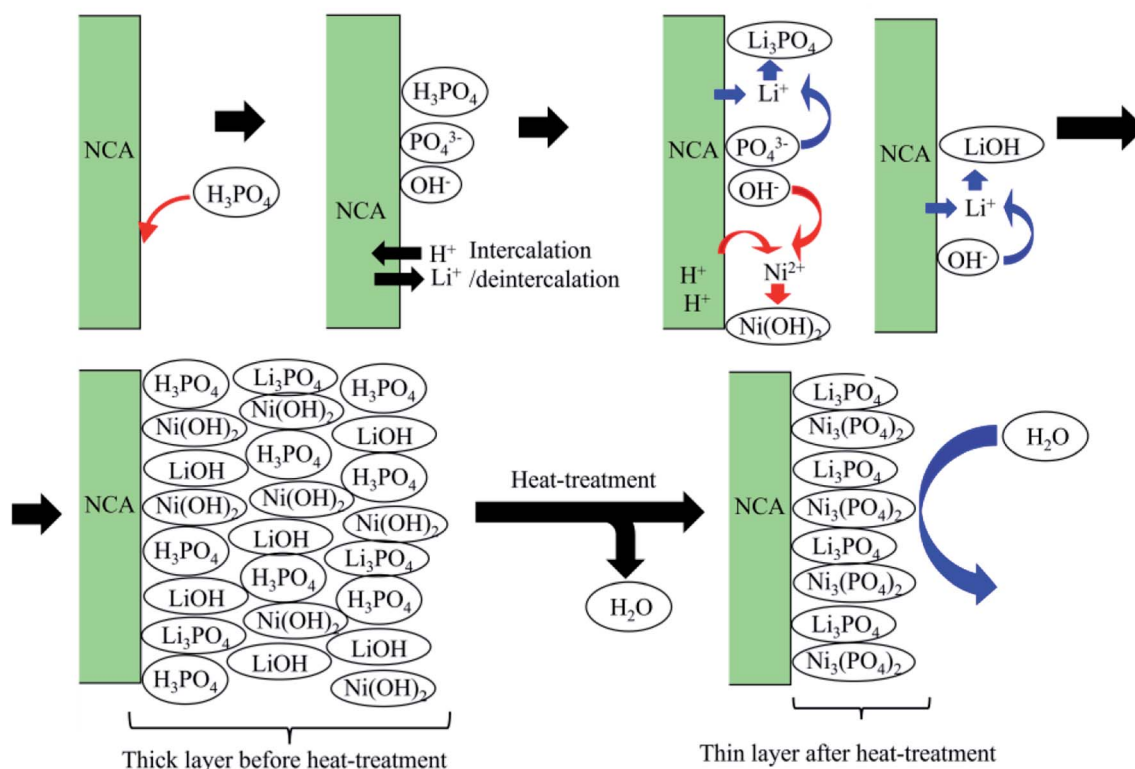 NCA
H₃PO₄
NCA
H₃PO₄
PO₄³⁻
OH⁻
H⁺ Intercalation
Li⁺ /deintercalation
NCA
Li₃PO₄
Li⁺
PO₄³⁻
OH⁻
H⁺
H⁺
Ni²⁺
Ni(OH)₂
NCA
LiOH
Li⁺
OH⁻
NCA
H₃PO₄
Ni(OH)₂
LiOH
Ni(OH)₂
H₃PO₄
LiOH
Li₃PO₄
H₃PO₄
Li₃PO₄
Ni(OH)₂
H₃PO₄
Ni(OH)₂
LiOH
H₃PO₄
Ni(OH)₂
LiOH
H₃PO₄
LiOH
H₃PO₄
Ni(OH)₂
Li₃PO₄
H₃PO₄
LiOH
Ni(OH)₂
Thick layer before heat-treatment
Heat-treatment
H₂O
NCA
Li₃PO₄
Ni₃(PO₄)₂
Li₃PO₄
Ni₃(PO₄)₂
Li₃PO₄
Ni₃(PO₄)₂
Li₃PO₄
Ni₃(PO₄)₂
H₂O
Thin layer after heat-treatment